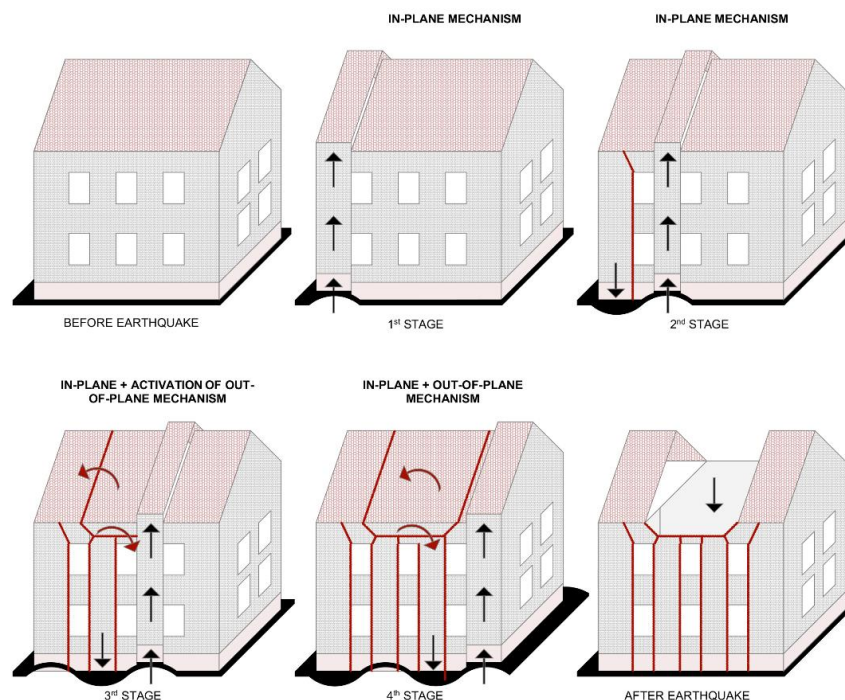 IN-PLANE MECHANISM
IN-PLANE MECHANISM
BEFORE EARTHQUAKE
1st STAGE
2nd STAGE
IN-PLANE + ACTIVATION OF OUT-
OF-PLANE MECHANISM
IN-PLANE + OUT-OF-PLANE
MECHANISM
3rd STAGE
4th STAGE
AFTER EARTHQUAKE